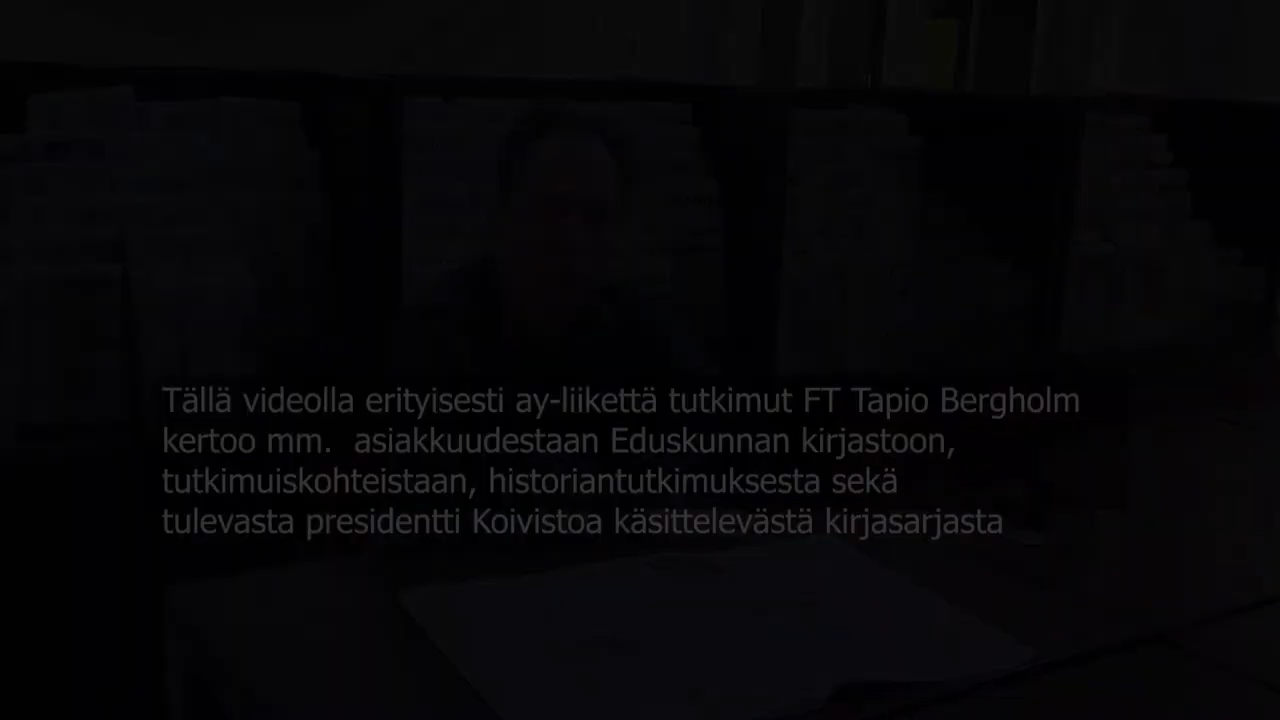 Tällä videolla erityisesti ay-liikettä tutkimut FT Tapio Bergholm
kertoo mm.  asiakkuudestaan Eduskunnan kirjastoon,
tutkimuiskohteistaan, historiantutkimuksesta sekä
tulevasta presidentti Koivistoa käsittelevästä kirjasarjasta